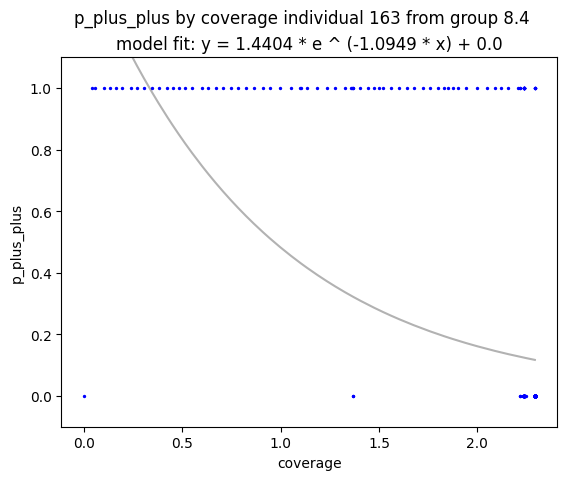 p_plus_plus by coverage individual 163 from group 8.4
model fit: y = 1.4404 * e ^ (-1.0949 * x) + 0.0
1.0
0.8
0.6
0.4
0.2
0.0
p_plus_plus
0.0 0.5 1.0 1.5 2.0
coverage